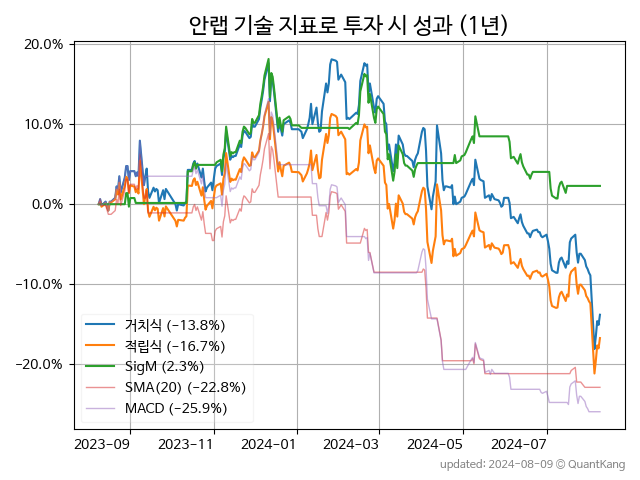 안랩 기술 지표로 투자 시 성과 (1년)
20.0%
10.0%
0.0%
−10.0%
−20.0%
거치식 (−13.8%)
적립식 (−16.7%)
SigM (2.3%)
SMA(20) (−22.8%)
MACD (−25.9%)
2023-09 2023-11 2024-01 2024-03 2024-05 2024-07
updated: 2024-08-09 © QuantKang